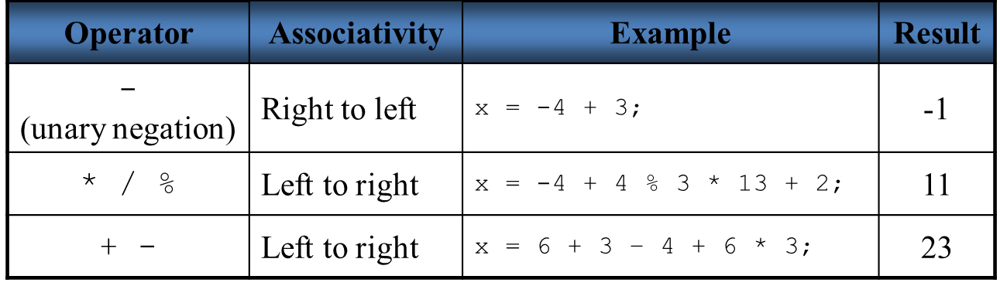 Operator Associativity Example Result
-
(unary negation) Right to left x = -4 + 3; -1
* / % Left to right x = -4 + 4 % 3 * 13 + 2; 11
+ - Left to right x = 6 + 3 – 4 + 6 * 3; 23